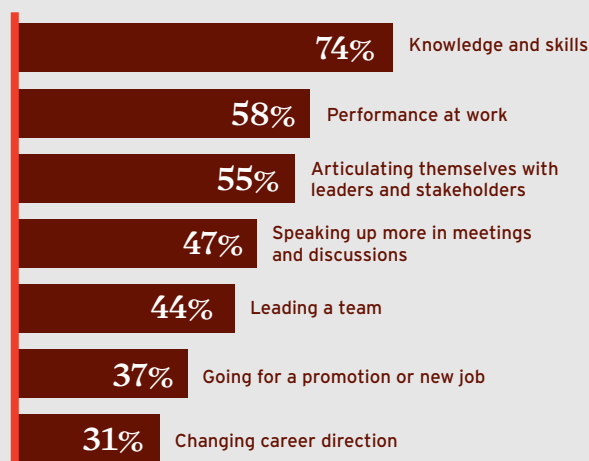 74% Knowledge and skills
58% Performance at work
55% Articulating themselves with
leaders and stakeholders
47% Speaking up more in meetings
and discussions
44% Leading a team
37% Going for a promotion or new job
31% Changing career direction